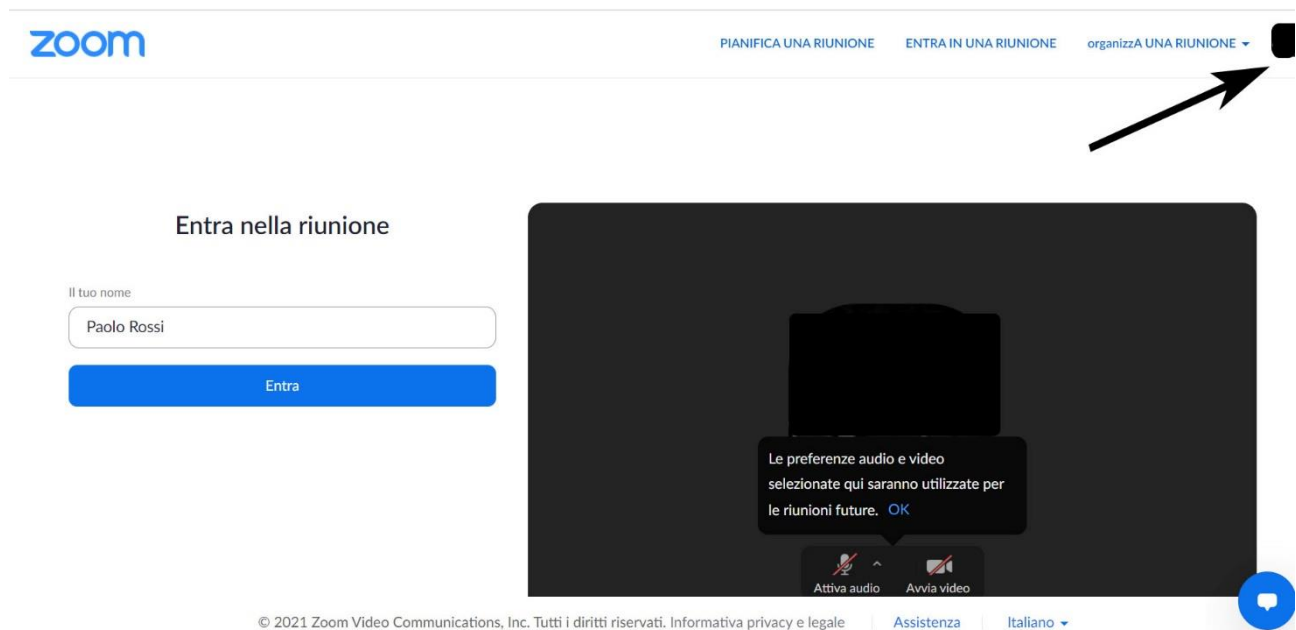 zoom
PIANIFICA UNA RIUNIONE ENTRA IN UNA RIUNIONE organizzA UNA RIUNIONE
Entra nella riunione
Il tuo nome
Paolo Rossi
Entra
Le preferenze audio e video
selezionate qui saranno utilizzate per
le riunioni future. OK
Attiva audio Avvia video
© 2021 Zoom Video Communications, Inc. Tutti i diritti riservati. Informativa privacy e legale Assistenza Italiano